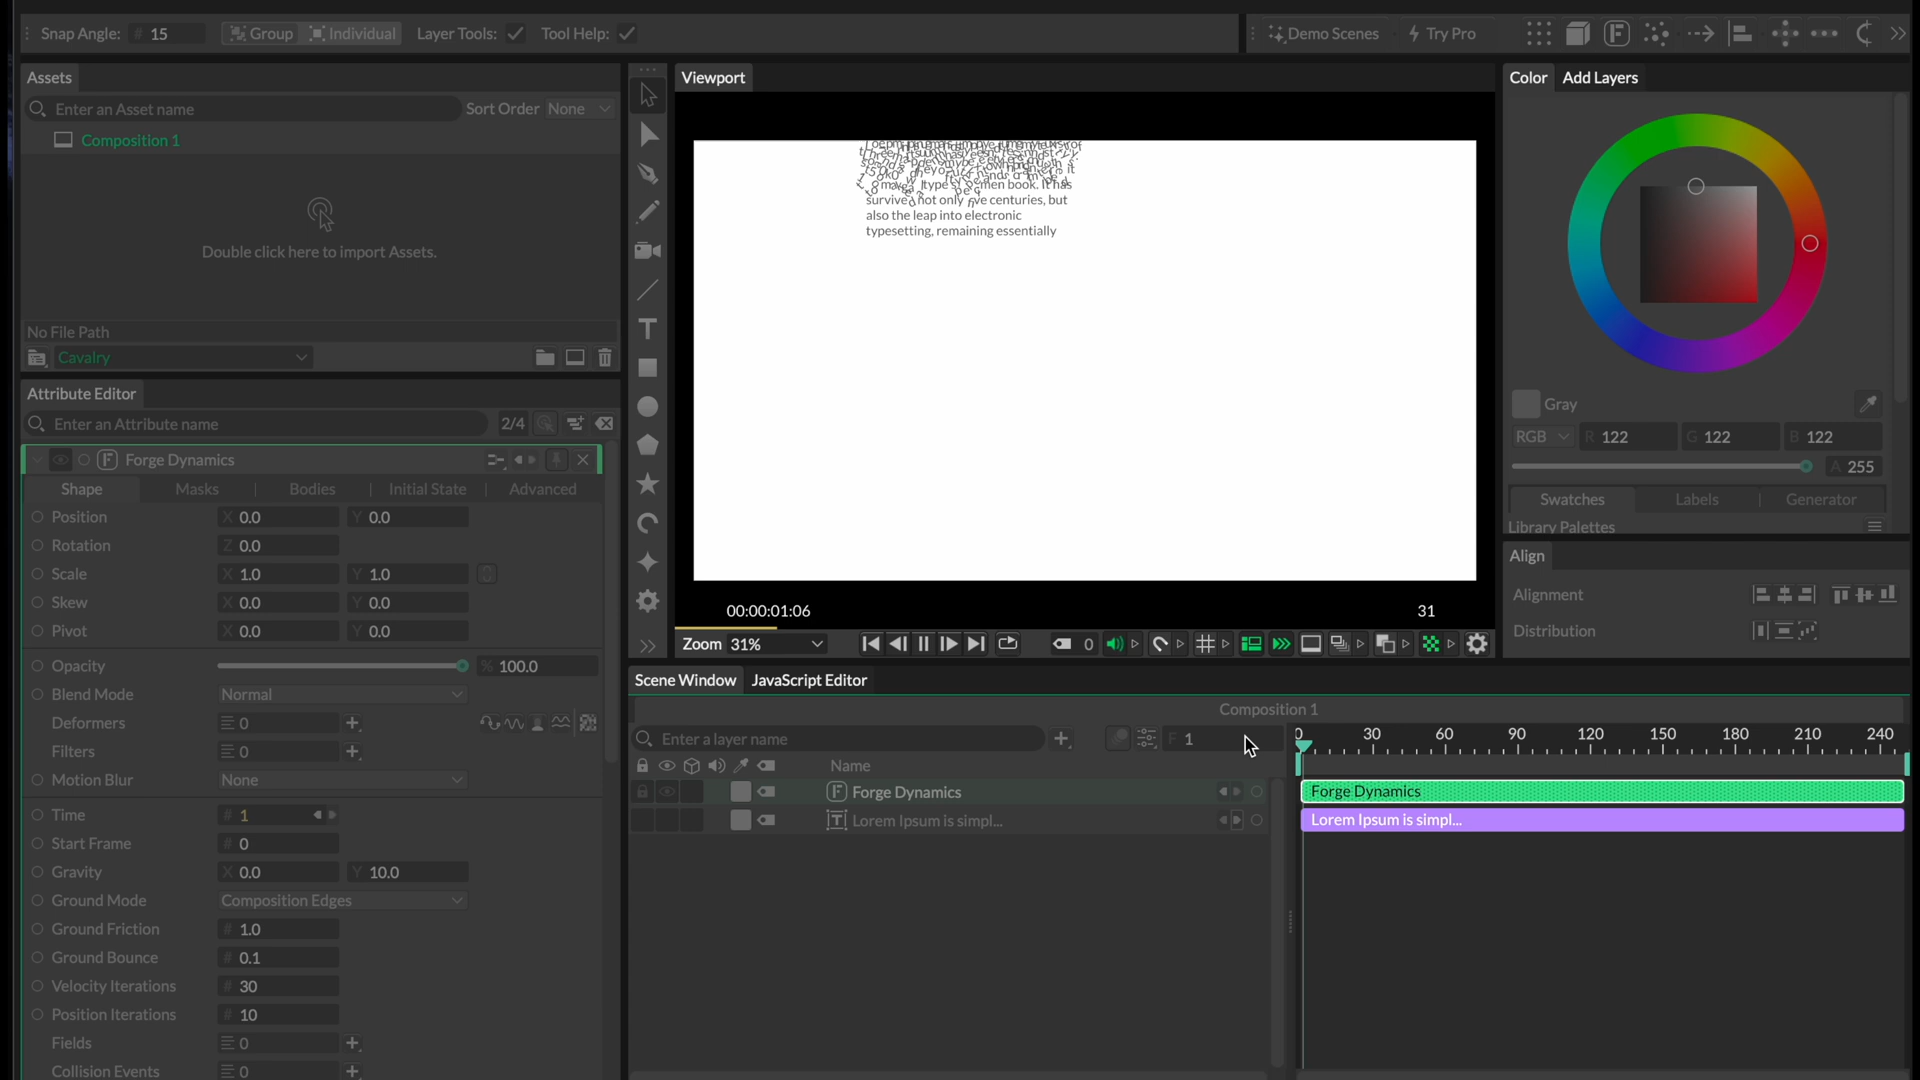 Snap Angle: # 15 Group Individual Layer Tools: Tool Help: Demo Scenes Try Pro
Assets
Enter an Asset name Sort Order None
Composition 1
Double click here to import Assets.
No File Path
Cavalry
Attribute Editor
Enter an Attribute name 2/4
Forge Dynamics
Shape Masks Bodies Initial State Advanced
Position X 0.0 Y 0.0
Rotation Z 0.0
Scale X 1.0 Y 1.0
Skew X 0.0 Y 0.0
Pivot X 0.0 Y 0.0
Opacity % 100.0
Blend Mode Normal
Deformers 0
Filters 0
Motion Blur None
Time # 1
Start Frame # 0
Gravity X 0.0 Y 10.0
Ground Mode Composition Edges
Ground Friction # 1.0
Ground Bounce # 0.1
Velocity Iterations # 30
Position Iterations # 10
Fields 0
Collision Events 0
Viewport
book. It has
not only centuries, but
also the leap into electronic
typesetting, remaining essentially
00:00:01:06 31
Zoom 31% 0
Scene Window JavaScript Editor
Composition 1
Enter a layer name F 1 0 30 60 90 120 150 180 210 240
Name
Forge Dynamics Forge Dynamics
Lorem Ipsum is simpl... Lorem Ipsum is simpl...
Color Add Layers
Gray
RGB R 122 G 122 B 122
A 255
Swatches Labels Generator
Library Palettes
Align
Alignment
Distribution